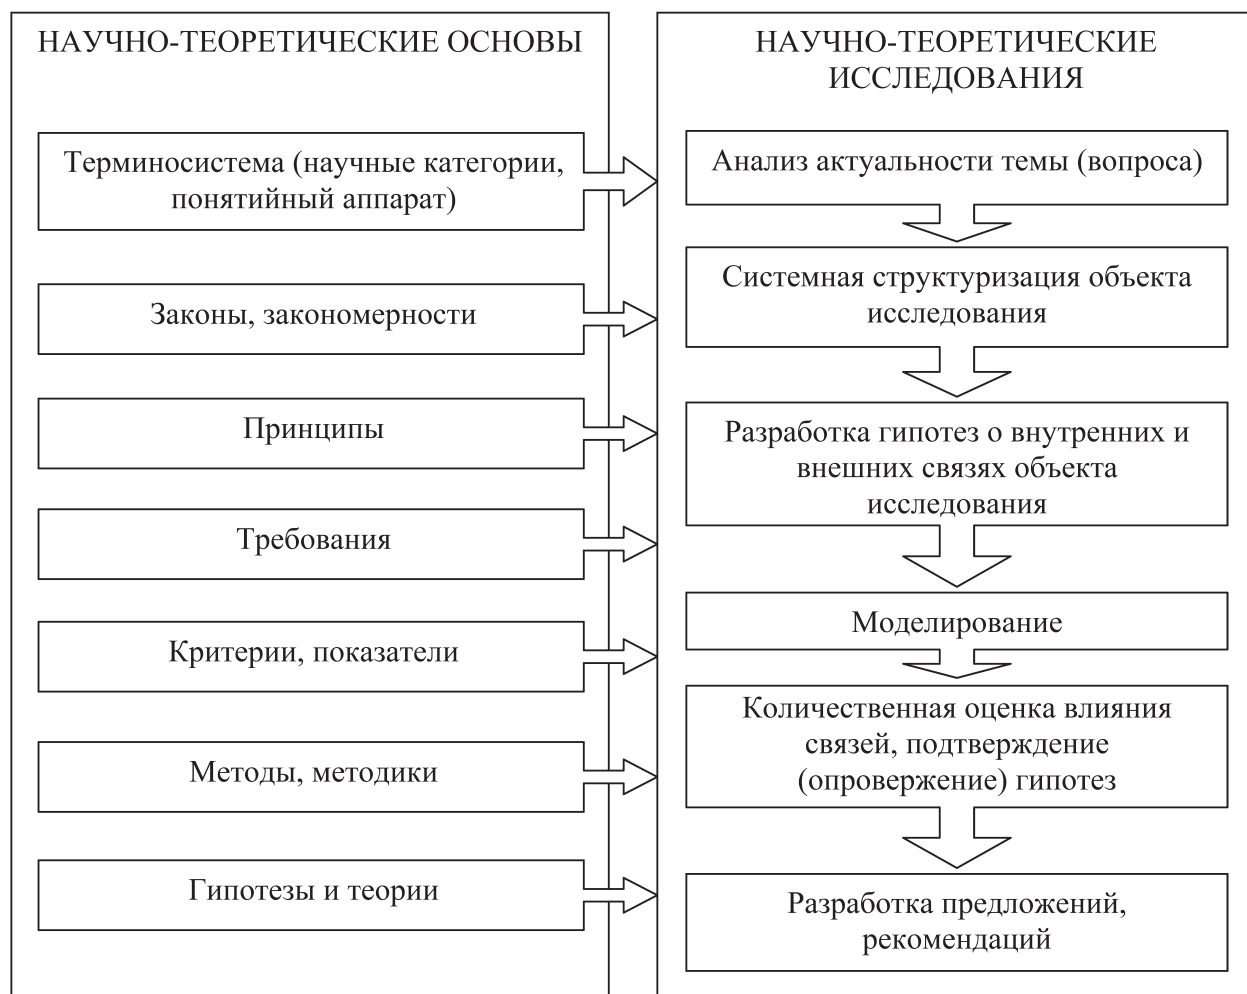 НАУЧНО-ТЕОРЕТИЧЕСКИЕ ОСНОВЫ
Терминосистема (научные категории,
понятийный аппарат)
Законы, закономерности
Принципы
Требования
Критерии, показатели
Методы, методики
Гипотезы и теории
НАУЧНО-ТЕОРЕТИЧЕСКИЕ
ИССЛЕДОВАНИЯ
Анализ актуальности темы (вопроса)
Системная структуризация объекта
исследования
Разработка гипотез о внутренних и
внешних связях объекта
исследования
Моделирование
Количественная оценка влияния
связей, подтверждение
(опровержение) гипотез
Разработка предложений,
рекомендаций